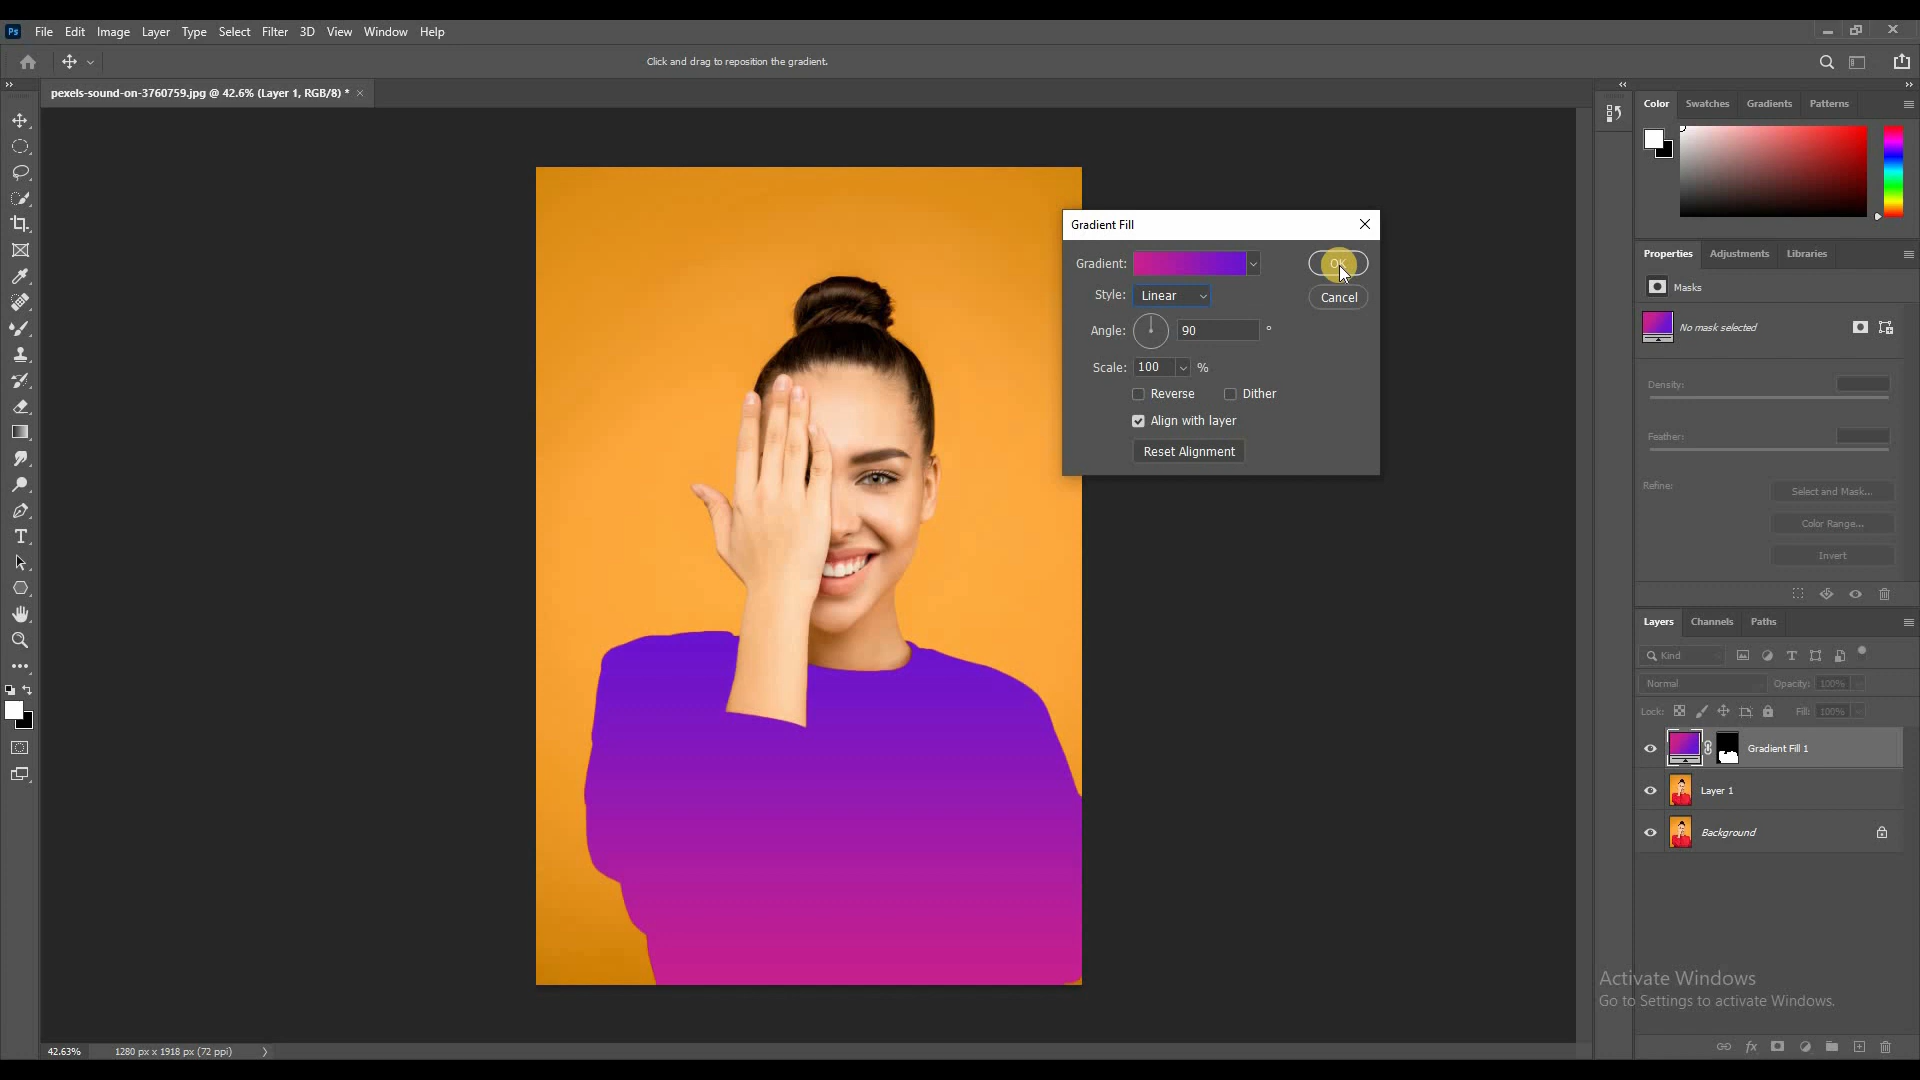 Ps File Edit Image Layer Type Select Filter 3D View Window Help
Click and drag to reposition the gradient.
pexels-sound-on-3760759.jpg @ 42.6% (Layer 1, RGB/8) *
Color Swatches Gradients Patterns
Gradient Fill
Gradient: OK
Style: Linear Cancel
Angle: 90 °
Scale: 100 %
Reverse Dither
Align with layer
Reset Alignment
Properties Adjustments Libraries
Masks
No mask selected
Density:
Feather:
Refine: Select and Mask...
Color Range...
Invert
Layers Channels Paths
Kind
Normal Opacity: 100%
Lock: Fill: 100%
Gradient Fill 1
Layer 1
Background
Activate Windows
Go to Settings to activate Windows.
fx
42.63% 1280 px x 1918 px (72 ppi)